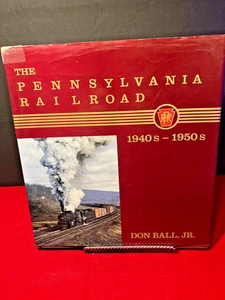 THE
PENNSYLVANIA
RAILROAD
1940s – 1950s
DON BALL, JR.